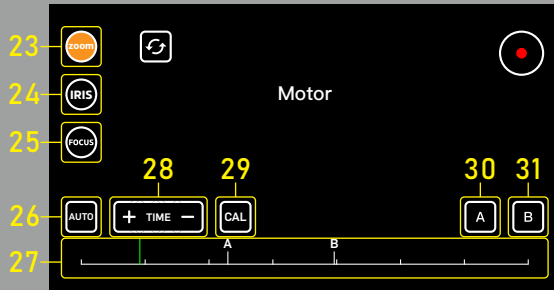 23 zoom
24 IRIS Motor
25 FOCUS
28 29 30 31
26 AUTO + TIME − CAL A B
27 A B